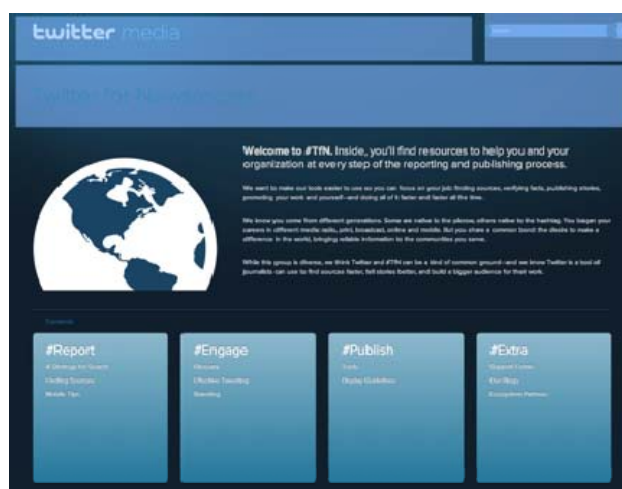 twitter media
Twitter for Newsrooms
Welcome to #TfN. Inside, you'll find resources to help you and your
organization at every step of the reporting and publishing process.
We want to make our tools easier to use so you can focus on your job finding sources, verifying facts, publishing stories,
promoting your work and yourself—and doing all of it faster and faster all the time.
We know you come from different generations. Some are native to the others native to the hashtag. You began your
careers in different media radio, print, broadcast, online and mobile. But you share a common bond the desire to make a
difference in the world, bringing reliable information to the communities you serve.
While this group is diverse, we think Twitter and #TfN can be a kind of common ground—and we know Twitter is a tool all
journalists can use to find sources faster, tell stories better, and build a bigger audience for their work.
#Report
#Engage
#Publish
#Extra
Finding Sources
Effective Tweeting
Display Guidelines
Mobile Tips
Branding